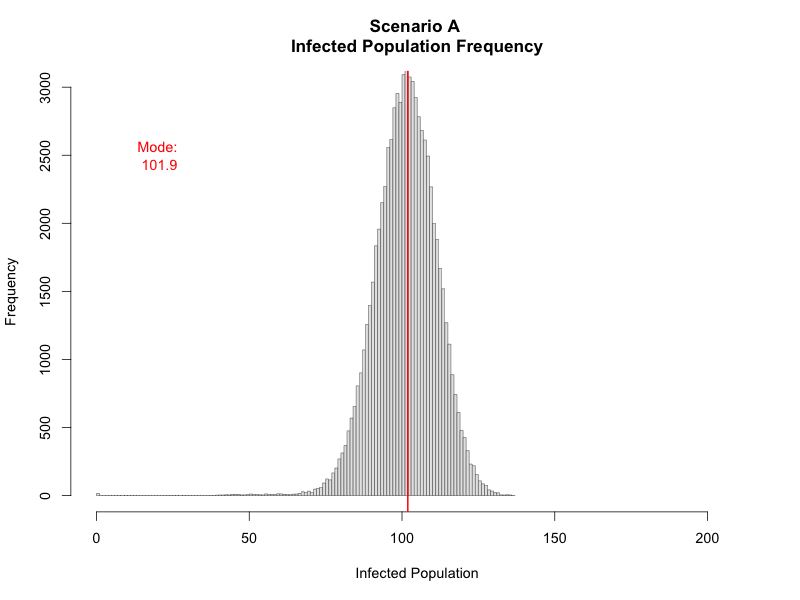 Scenario A
Infected Population Frequency
Mode:
101.9
Frequency
3000
2500
2000
1500
1000
500
0
0 50 100 150 200
Infected Population